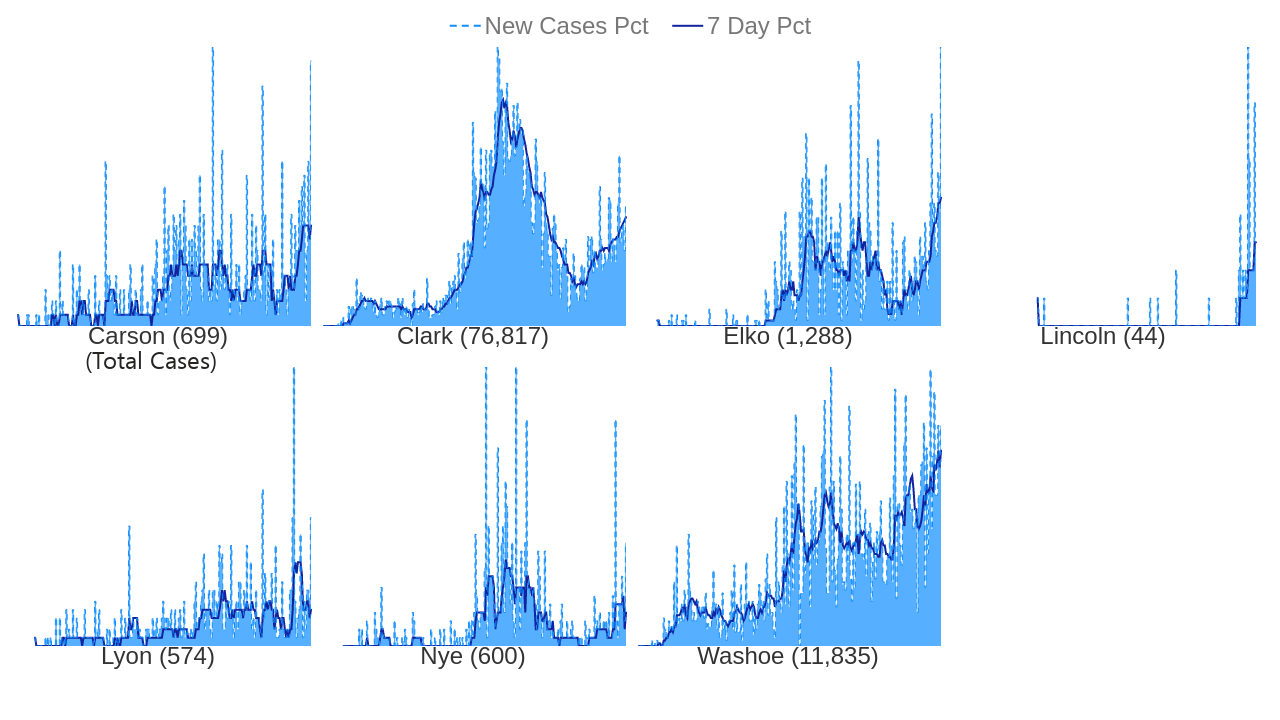 New Cases Pct 7 Day Pct
Carson (699) Clark (76,817) Elko (1,288) Lincoln (44)
(Total Cases)
Lyon (574) Nye (600) Washoe (11,835)